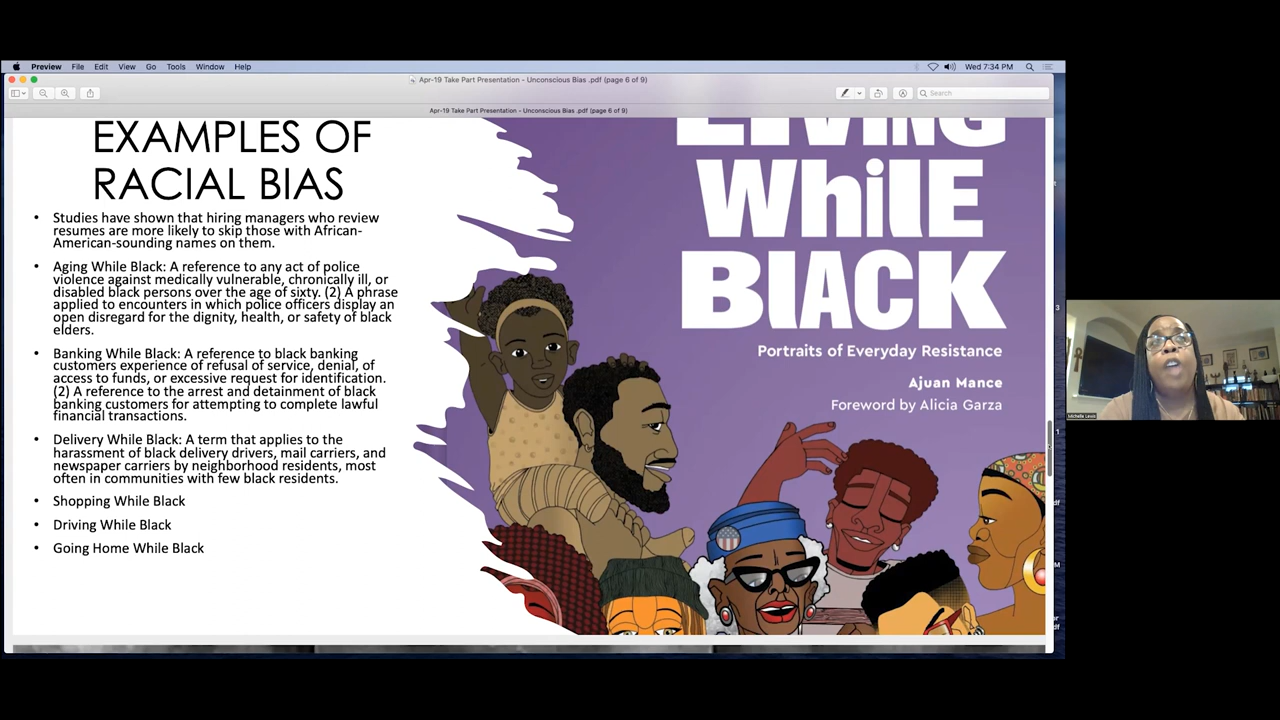 Preview File Edit View Go Tools Window Help
Wed 7:34 PM
Apr-19 Take Part Presentation - Unconscious Bias .pdf (page 6 of 9)
Search
Apr-19 Take Part Presentation - Unconscious Bias .pdf (page 6 of 9)
EXAMPLES OF
RACIAL BIAS
• Studies have shown that hiring managers who review
resumes are more likely to skip those with African-
American-sounding names on them.
• Aging While Black: A reference to any act of police
violence against medically vulnerable, chronically ill, or
disabled black persons over the age of sixty. (2) A phrase
applied to encounters in which police officers display an
open disregard for the dignity, health, or safety of black
elders.
• Banking While Black: A reference to black banking
customers experience of refusal of service, denial, of
access to funds, or excessive request for identification.
(2) A reference to the arrest and detainment of black
banking customers for attempting to complete lawful
financial transactions.
• Delivery While Black: A term that applies to the
harassment of black delivery drivers, mail carriers, and
newspaper carriers by neighborhood residents, most
often in communities with few black residents.
• Shopping While Black
• Driving While Black
• Going Home While Black
LIVING
WhilE
BLACK
Portraits of Everyday Resistance
Ajuan Mance
Foreword by Alicia Garza
Michelle Lewis